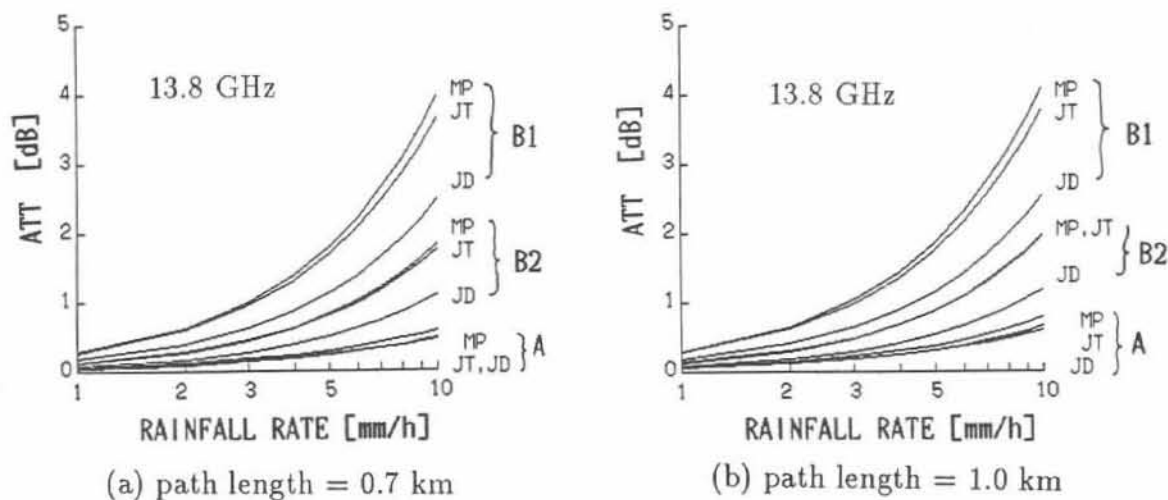 5
4
3
2
1
0
ATT [dB]
13.8 GHz
MP
JT
JD
B1
MP
JT
JD
B2
MP
JT,JD
A
1 2 3 5 10
RAINFALL RATE [mm/h]
(a) path length = 0.7 km
5
4
3
2
1
0
ATT [dB]
13.8 GHz
MP
JT
JD
B1
MP,JT
JD
B2
MP
JT
JD
A
1 2 3 5 10
RAINFALL RATE [mm/h]
(b) path length = 1.0 km